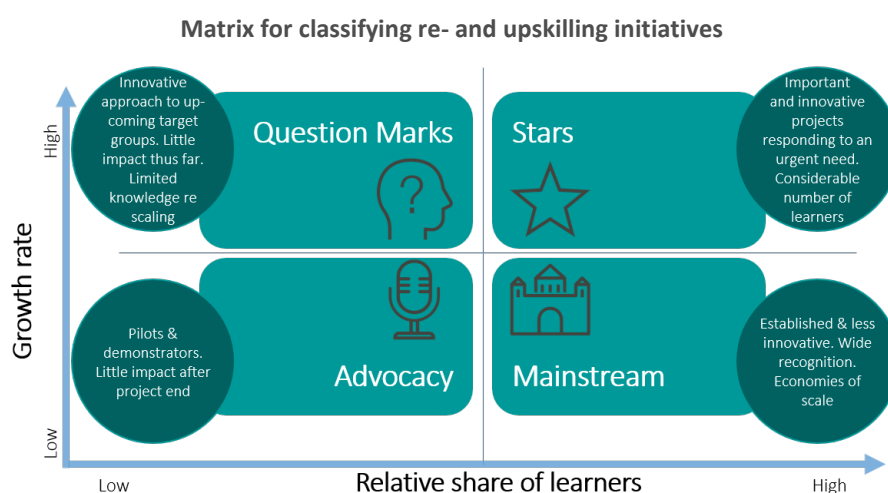 Matrix for classifying re- and upskilling initiatives
Innovative
approach to up-
coming target
groups. Little
impact thus far.
Limited
knowledge re
scaling
Question Marks
?
Stars
Important
and innovative
projects
responding to an
urgent need.
Considerable
number of
learners
High
Growth rate
Low
Pilots &
demonstrators.
Little impact after
project end
Advocacy
Mainstream
Established & less
innovative. Wide
recognition.
Economies of
scale
Low
Relative share of learners
High